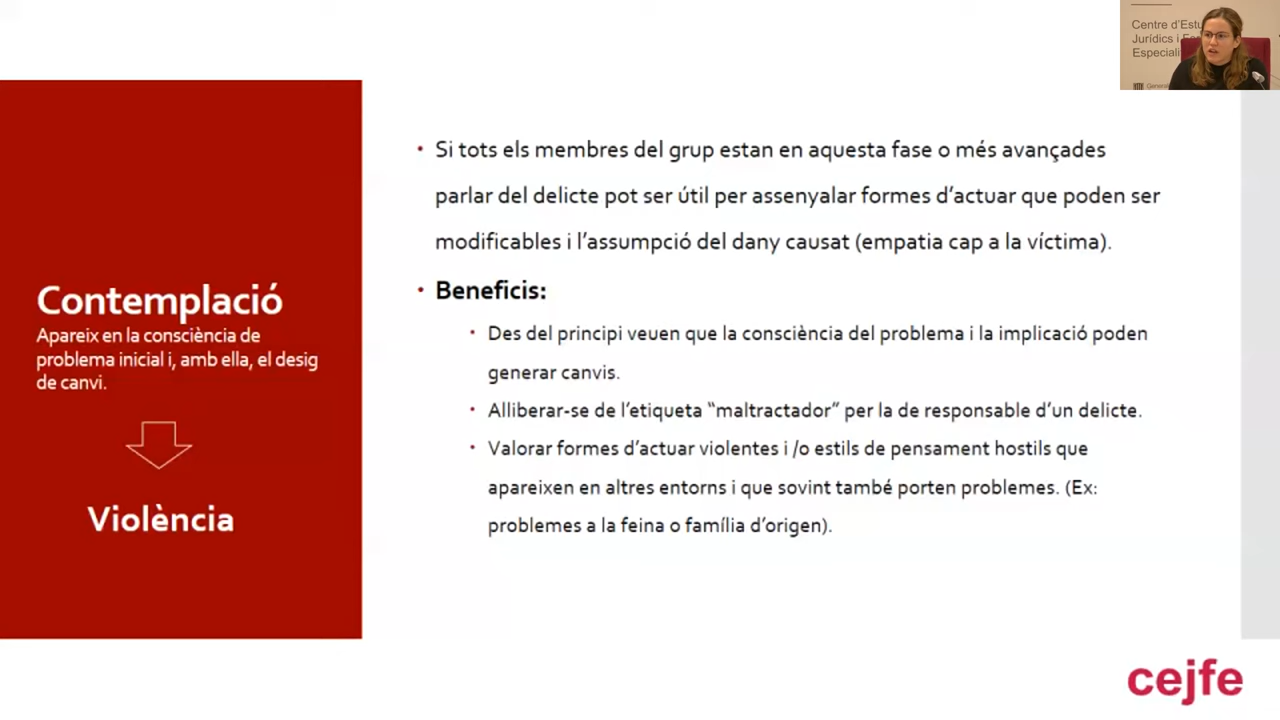 Centre d'Estu
Jurídics i
Especiali
Contemplació
Apareix en la consciència de
problema inicial i, amb ella, el desig
de canvi.
Violència
• Si tots els membres del grup estan en aquesta fase o més avançades
parlar del delicte pot ser útil per assenyalar formes d'actuar que poden ser
modificables i l'assumpció del dany causat (empatia cap a la víctima).
• Beneficis:
• Des del principi veuen que la consciència del problema i la implicació poden
generar canvis.
• Alliberar-se de l'etiqueta “maltractador” per la de responsable d'un delicte.
• Valorar formes d'actuar violentes i /o estils de pensament hostils que
apareixen en altres entorns i que sovint també porten problemes. (Ex:
problemes a la feina o família d'origen).
cejfe